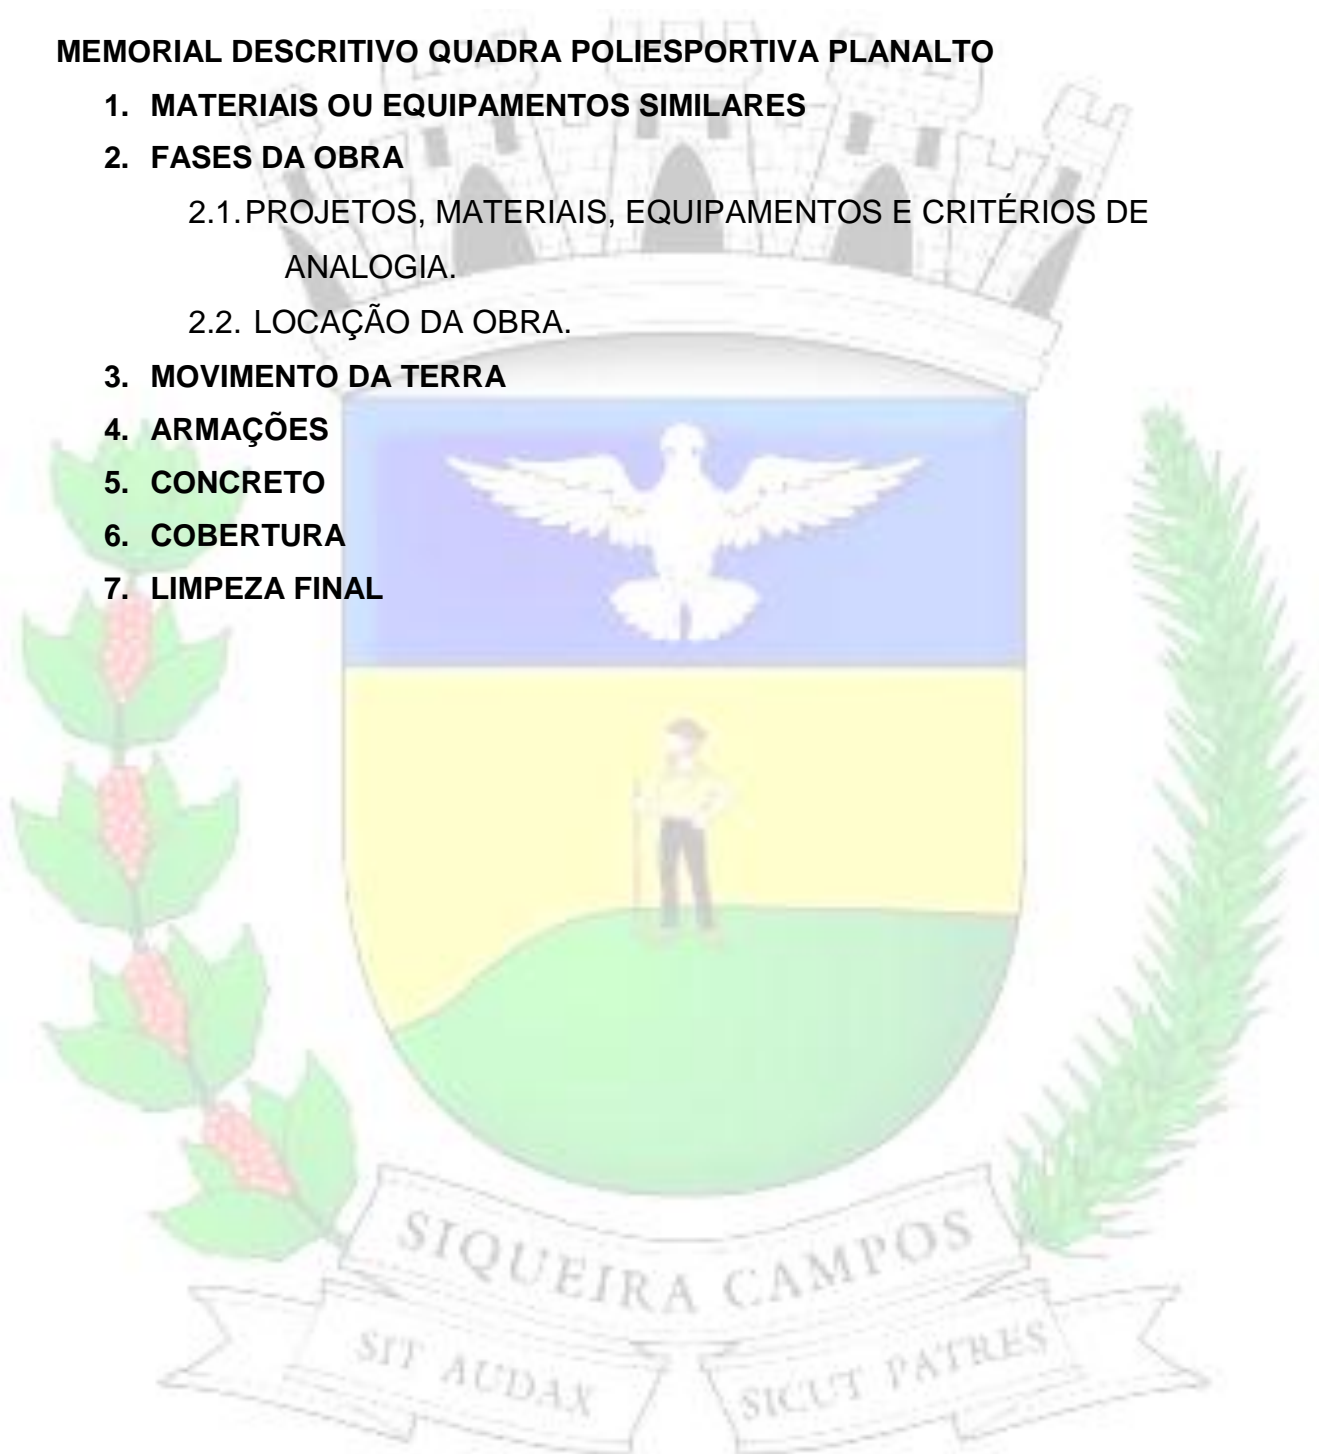 MEMORIAL DESCRITIVO QUADRA POLIESPORTIVA PLANALTO
1. MATERIAIS OU EQUIPAMENTOS SIMILARES
2. FASES DA OBRA
2.1.PROJETOS, MATERIAIS, EQUIPAMENTOS E CRITÉRIOS DE
ANALOGIA.
2.2. LOCAÇÃO DA OBRA.
3. MOVIMENTO DA TERRA
4. ARMAÇÕES
5. CONCRETO
6. COBERTURA
7. LIMPEZA FINAL
SIQUEIRA CAMPOS
SIT AUDAX SICUT PATRES